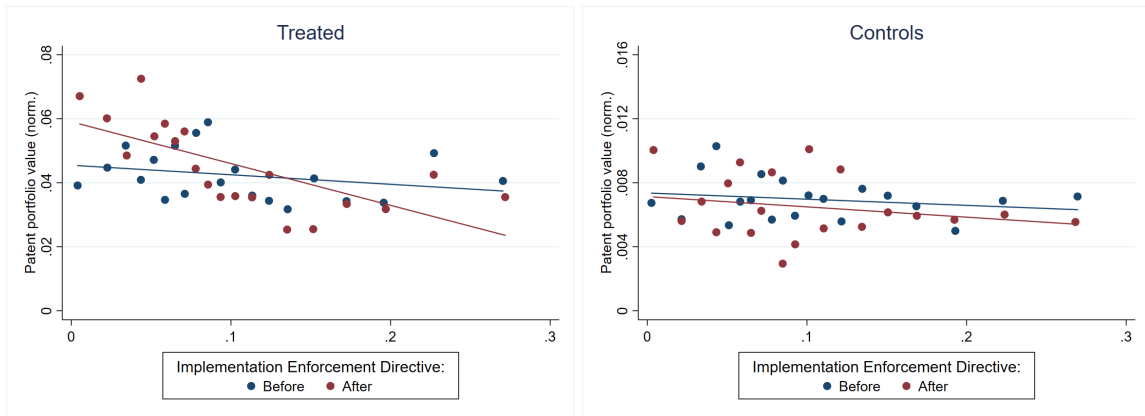 Treated
Patent portfolio value (norm.)
.08
.06
.04
.02
0
0 .1 .2 .3
Implementation Enforcement Directive:
Before After
Controls
Patent portfolio value (norm.)
.016
.012
.008
.004
0
0 .1 .2 .3
Implementation Enforcement Directive:
Before After